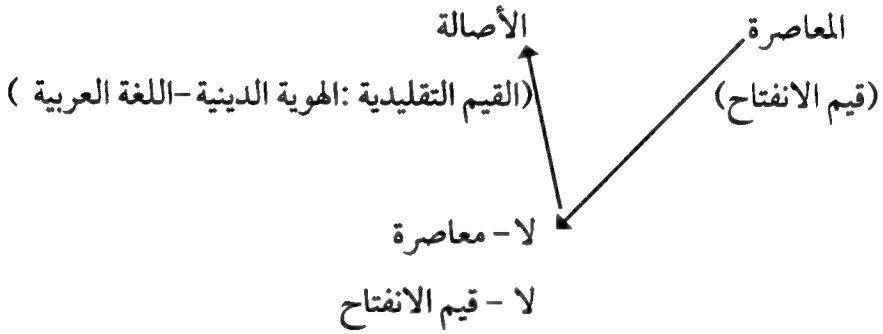 المعاصرة الأصالة
(قيم الانفتاح) (القيم التقليدية :الهوية الدينية –اللغة العربية )
لا – معاصرة
لا – قيم الانفتاح